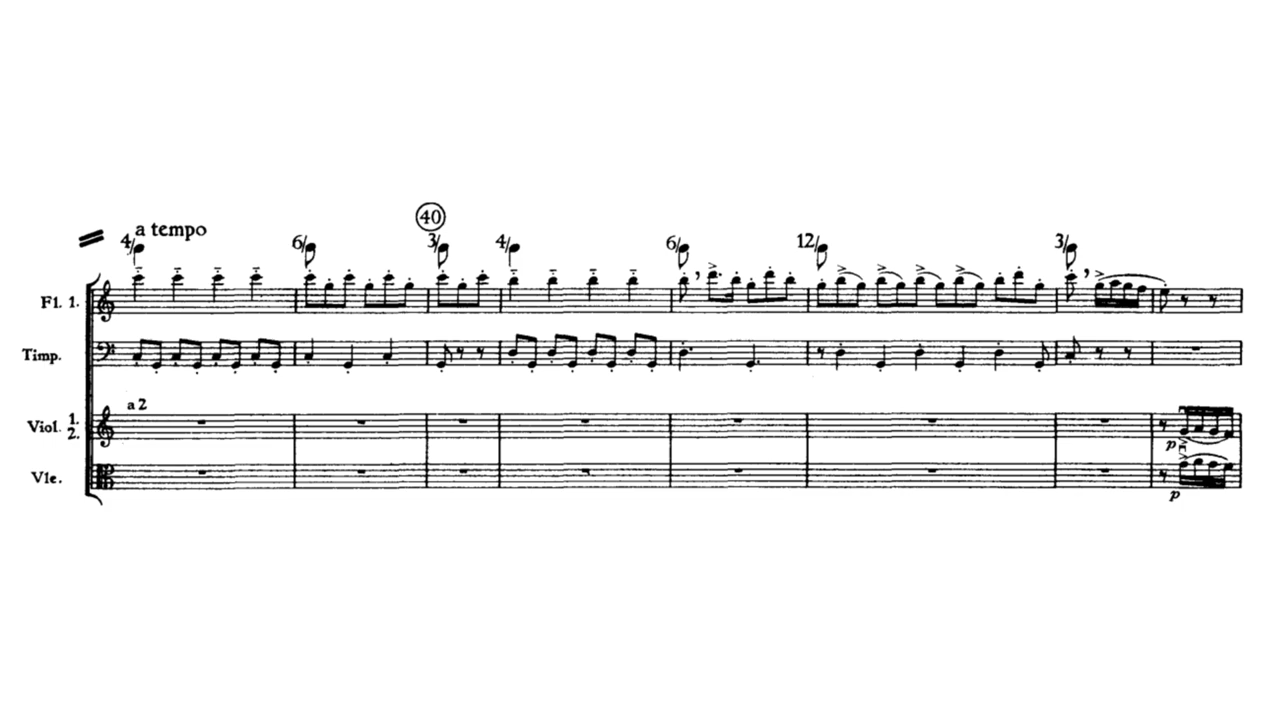 40
4/ a tempo 6/ 3/ 4/ 6/ 12/ 3/
Fl. 1.
Timp.
a 2
Viol. 1.
2.
p
Vle.
p